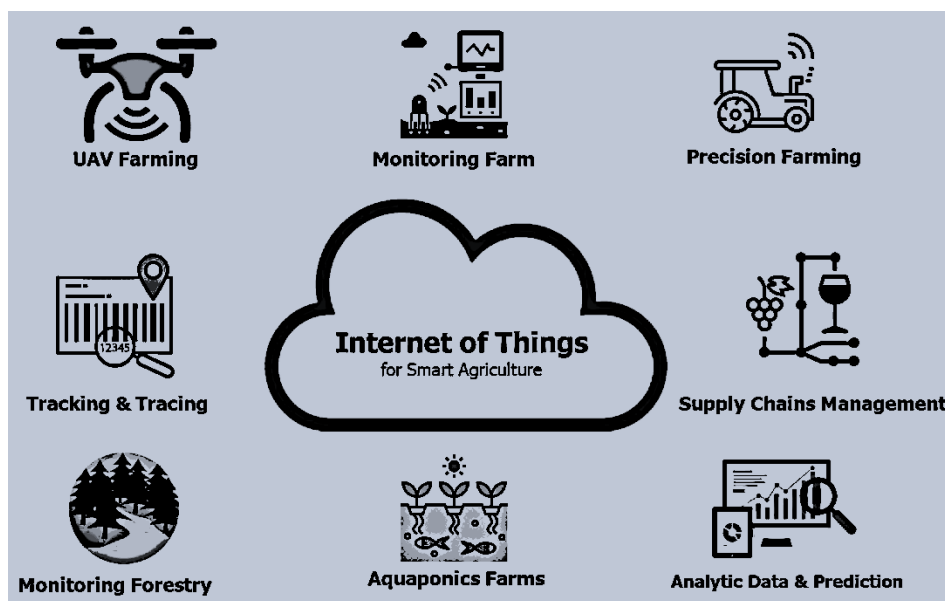 UAV Farming
Monitoring Farm
Precision Farming
12345
Internet of Things
for Smart Agriculture
Tracking & Tracing
Supply Chains Management
Monitoring Forestry
Aquaponics Farms
Analytic Data & Prediction